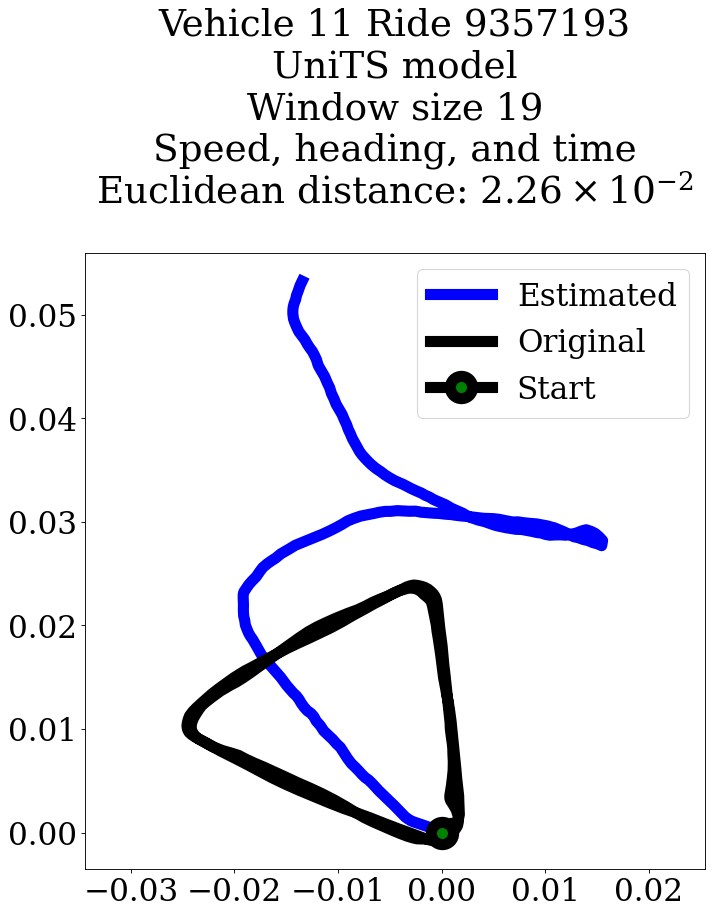 Vehicle 11 Ride 9357193
UniTS model
Window size 19
Speed, heading, and time
Euclidean distance: 2.26 × 10⁻²
Estimated
Original
Start
0.05
0.04
0.03
0.02
0.01
0.00
−0.03 −0.02 −0.01 0.00 0.01 0.02